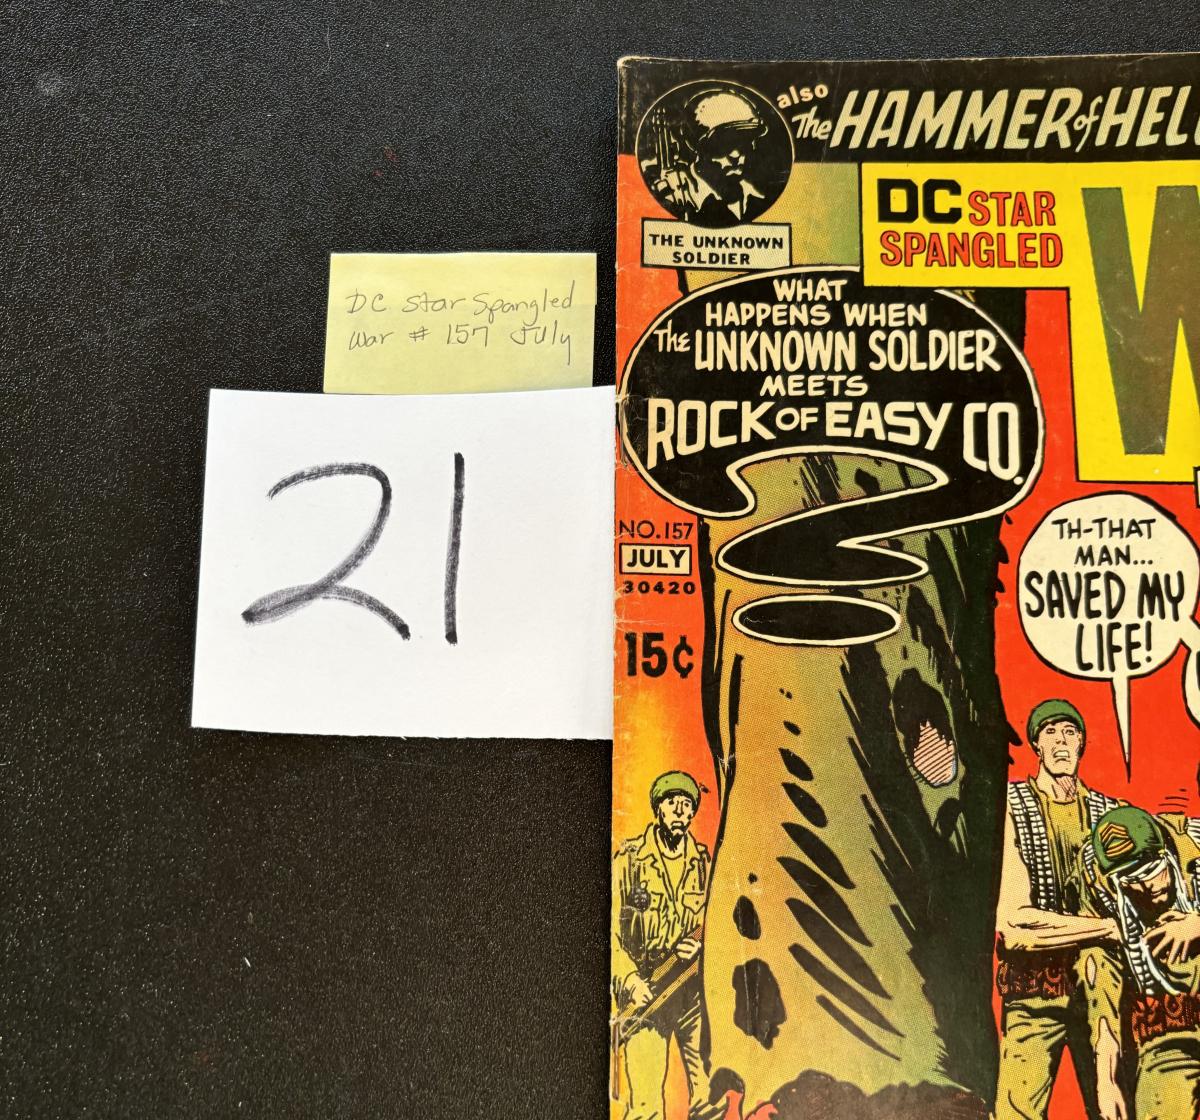 DC Star Spangled
War # 157 July
21
also
The HAMMER of HELL
THE UNKNOWN
SOLDIER
DC STAR
SPANGLED
W
WHAT
HAPPENS WHEN
The UNKNOWN SOLDIER
MEETS
ROCK OF EASY CO.
NO.157
JULY
30420
15¢
TH-THAT
MAN...
SAVED MY
LIFE!